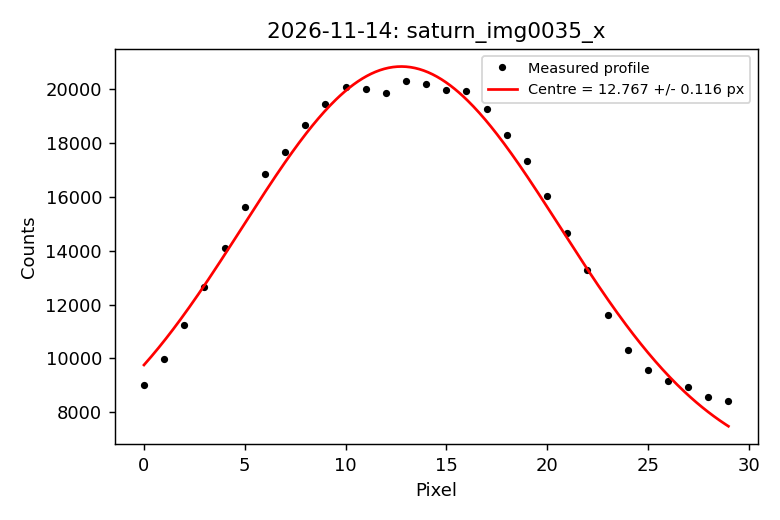 2026-11-14: saturn_img0035_x
Measured profile
Centre = 12.767 +/- 0.116 px
Counts
20000
18000
16000
14000
12000
10000
8000
0 5 10 15 20 25 30
Pixel